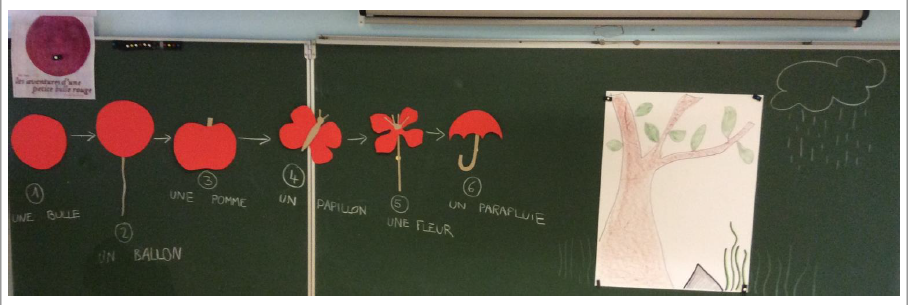 les aventures d'une
petite bulle rouge
1
UNE BULLE
2
UN BALLON
3
UNE POMME
4
UN PAPILLON
5
UNE FLEUR
6
UN PARAPLUIE